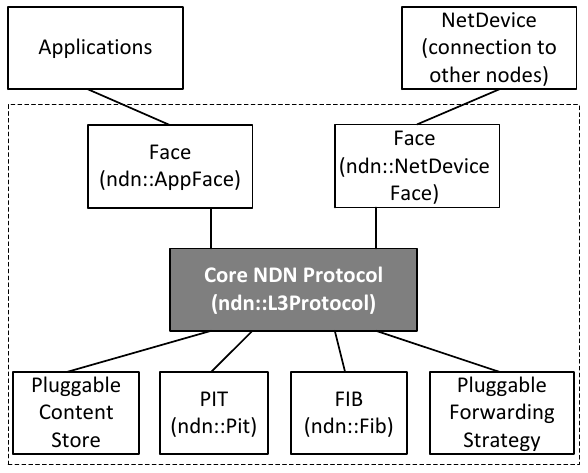 Applications
NetDevice
(connection to
other nodes)
Face
(ndn::AppFace)
Face
(ndn::NetDevice
Face)
Core NDN Protocol
(ndn::L3Protocol)
Pluggable
Content
Store
PIT
(ndn::Pit)
FIB
(ndn::Fib)
Pluggable
Forwarding
Strategy